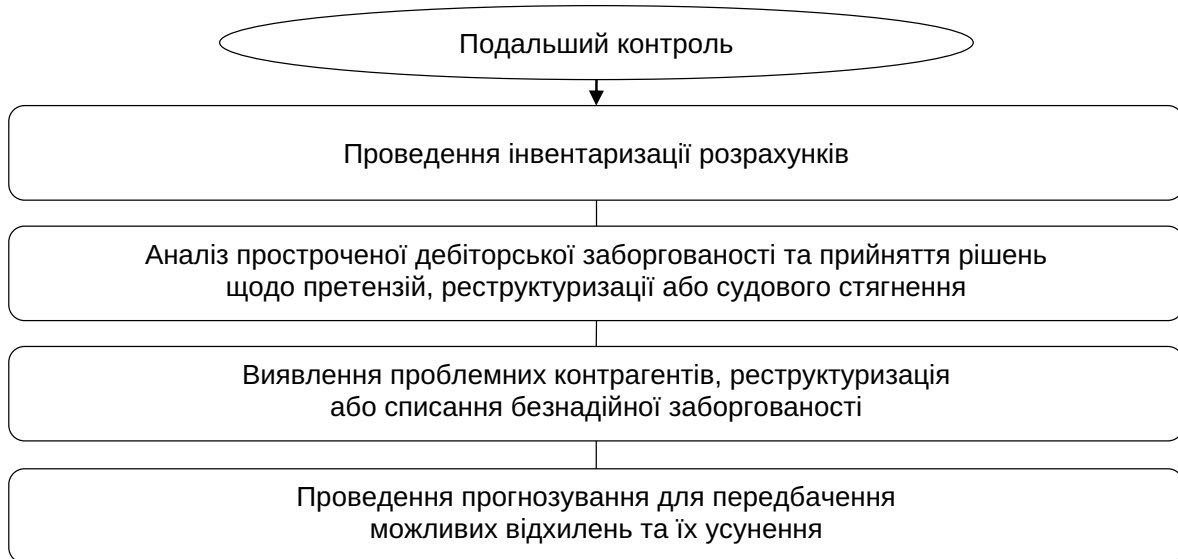 Подальший контроль
Проведення інвентаризації розрахунків
Аналіз простроченої дебіторської заборгованості та прийняття рішень
щодо претензій, реструктуризації або судового стягнення
Виявлення проблемних контрагентів, реструктуризація
або списання безнадійної заборгованості
Проведення прогнозування для передбачення
можливих відхилень та їх усунення